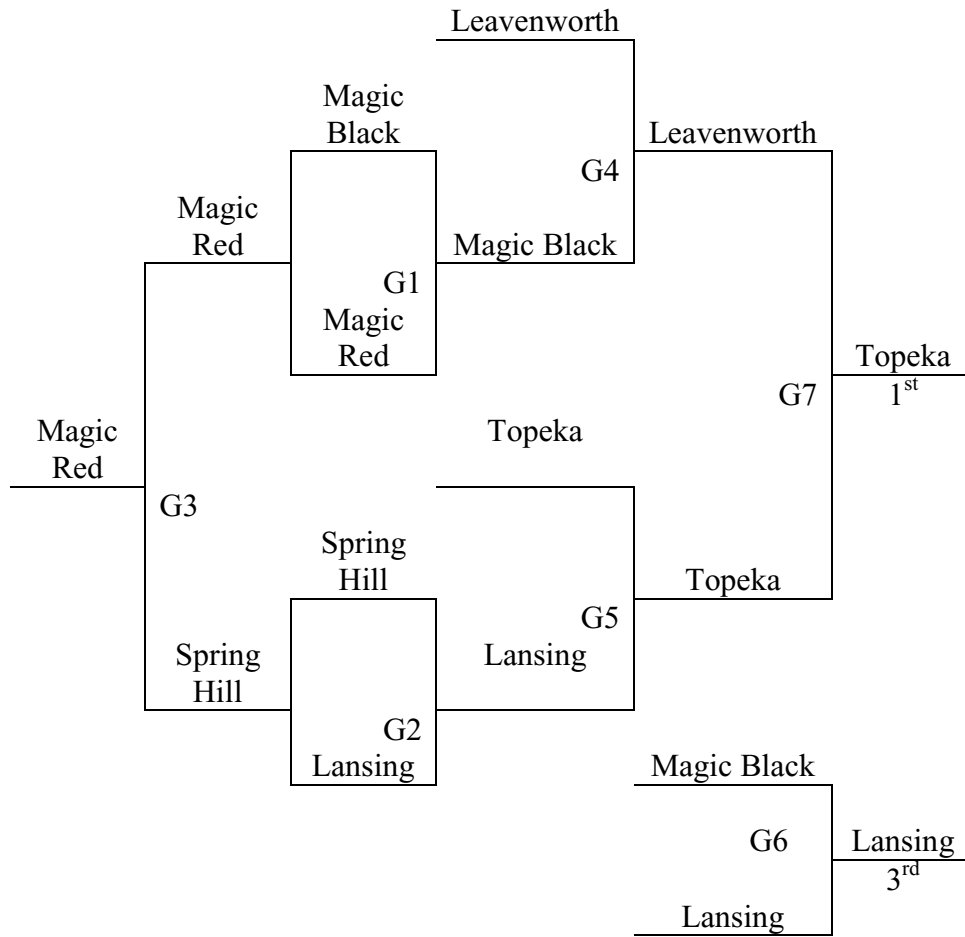 Leavenworth
Magic
Black
Leavenworth
G4
Magic
Red
Magic Black
G1
Magic
Red
Topeka
1st
G7
Magic
Red
Topeka
G3
Spring
Hill
Topeka
G5
Spring
Hill
Lansing
G2
Lansing
Magic Black
G6
Lansing
3rd
Lansing